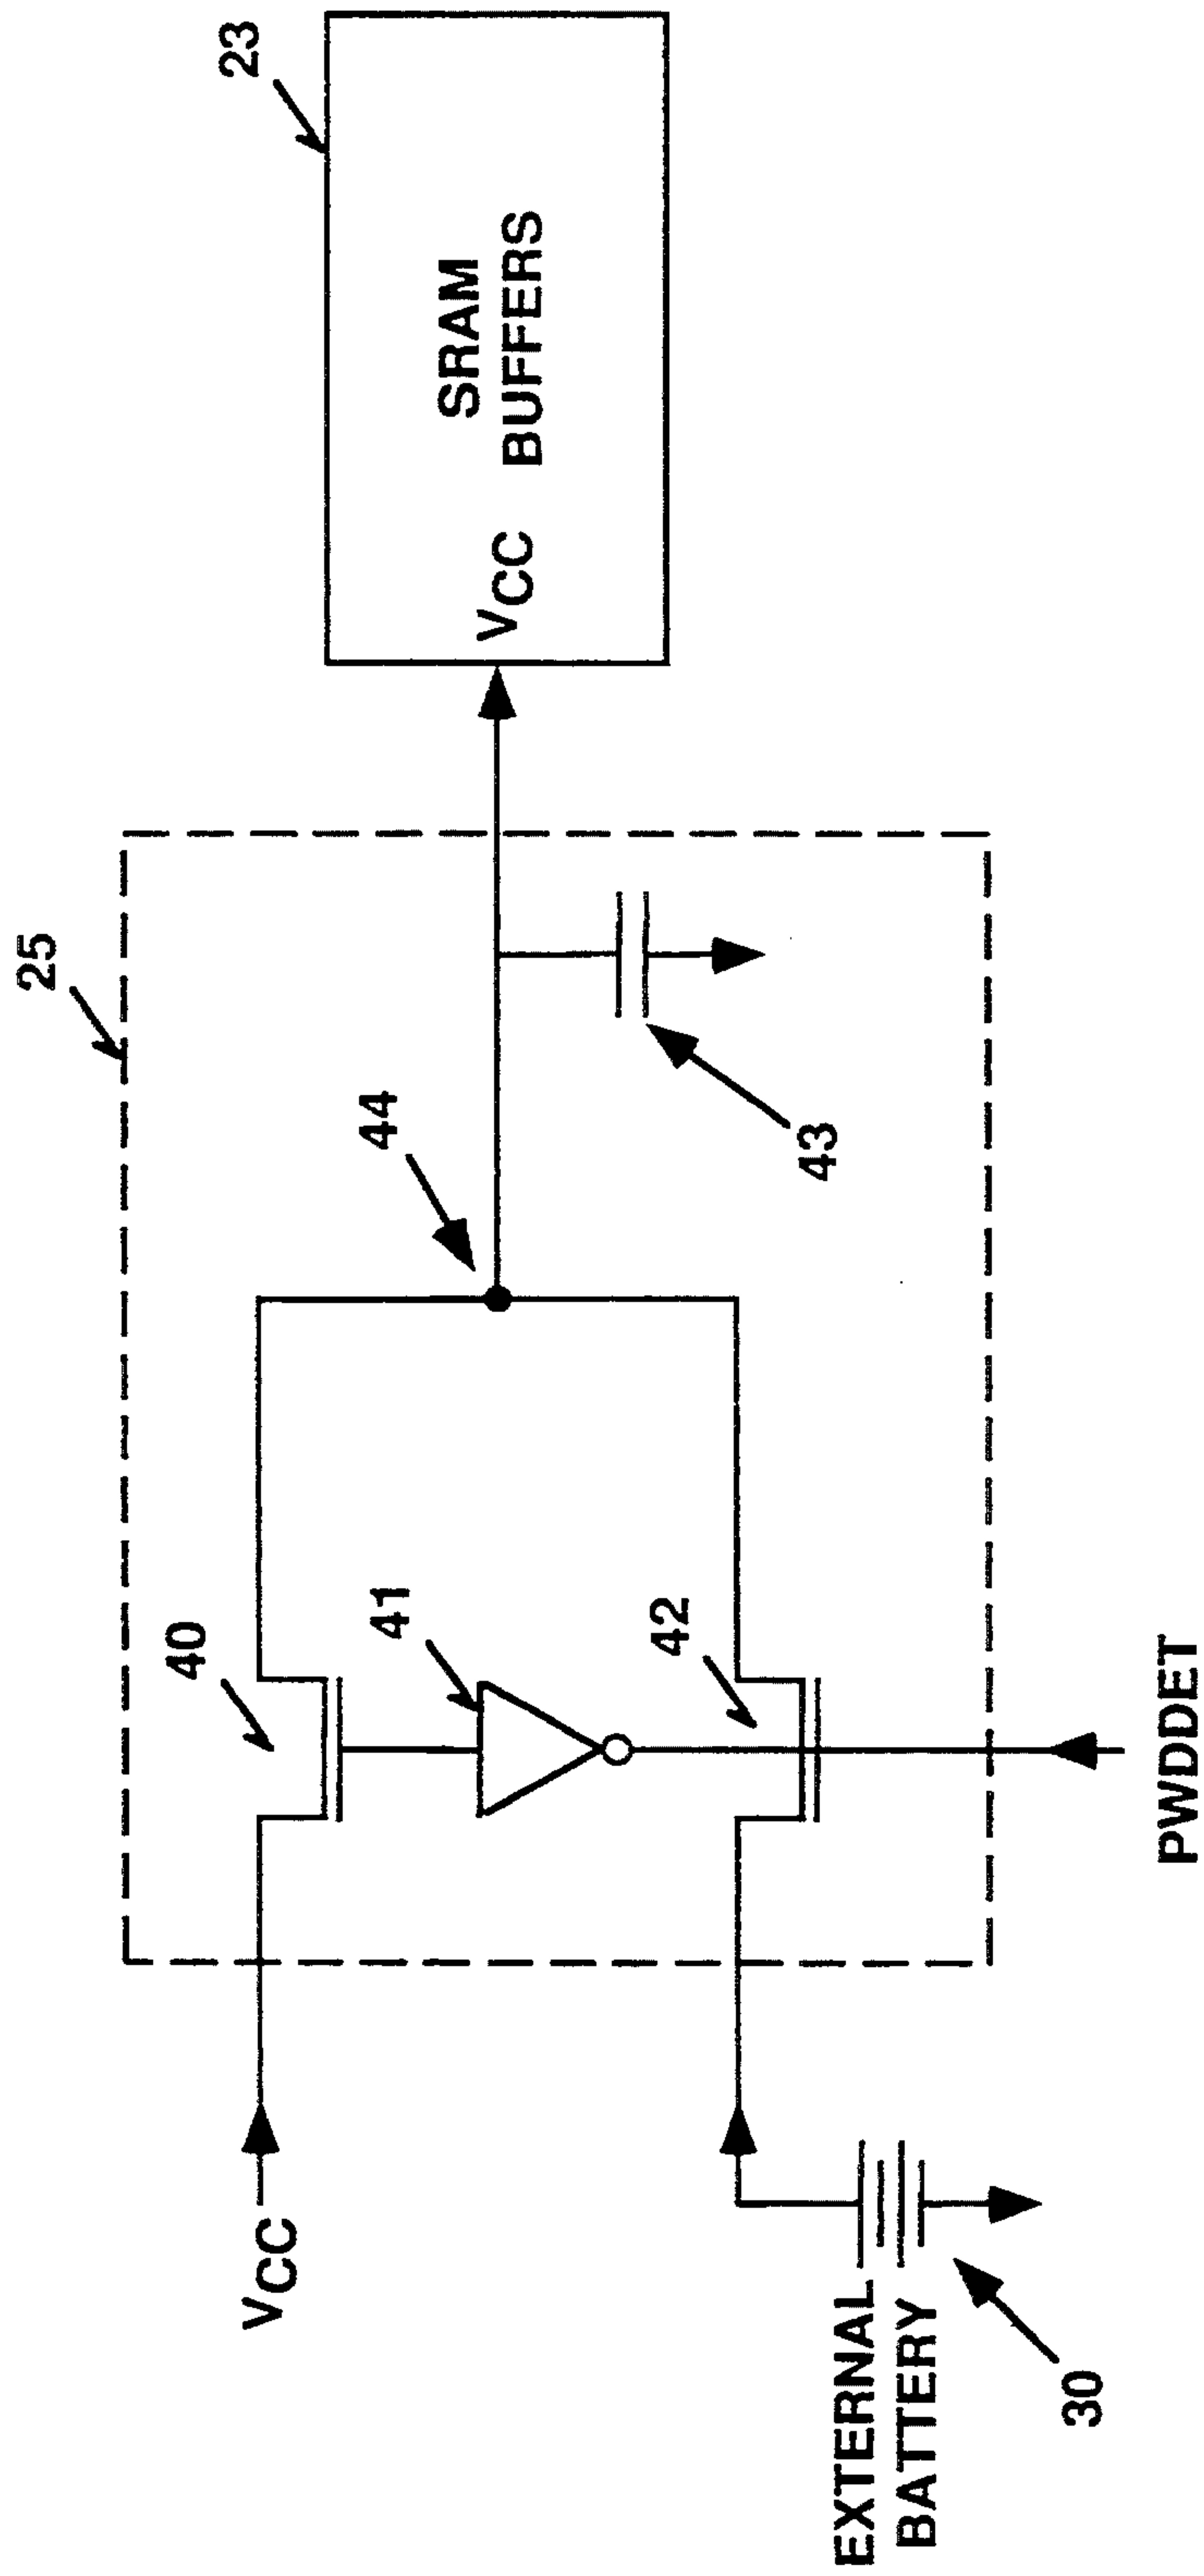 25
23
44
40
41
VCC
VCC
SRAM
BUFFERS
42
43
EXTERNAL
BATTERY
30
PWDDET